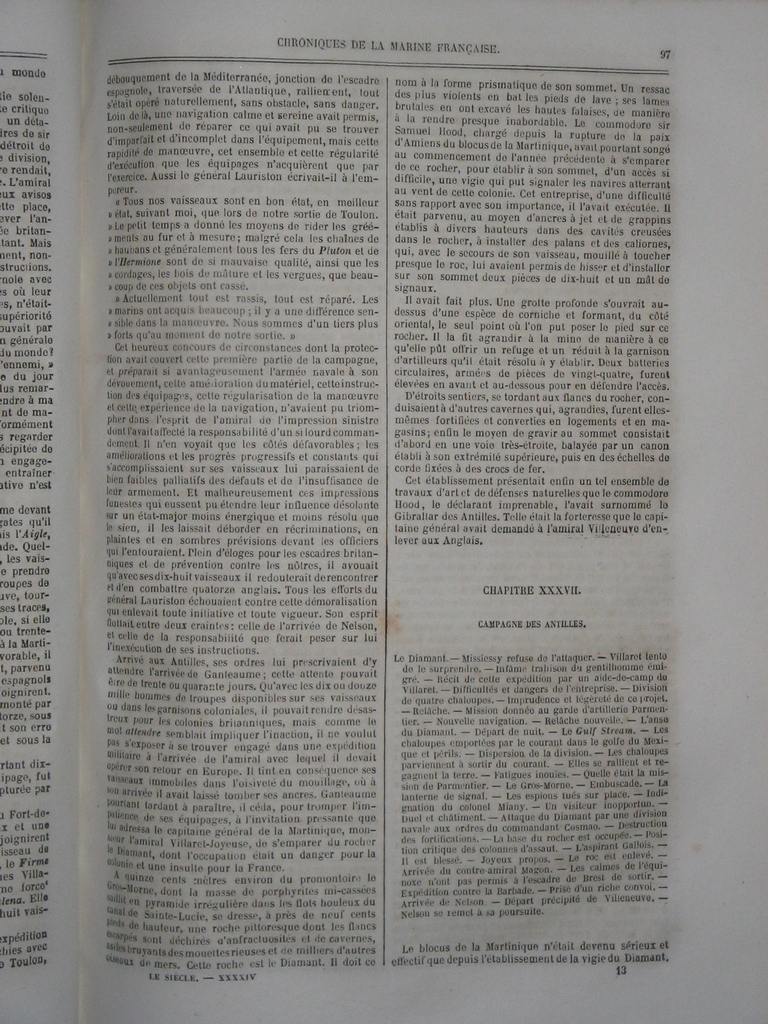 CHRONIQUES DE LA MARINE FRANÇAISE.
97
débouquement de la Méditerranée, jonction de l'escadre
espagnole, traversée de l'Atlantique, ralliement, tout
s'était opéré naturellement, sans obstacle, sans danger.
Loin de là, une navigation calme et sereine avait permis,
non-seulement de réparer ce qui avait pu se trouver
d'imparfait et d'incomplet dans l'équipement, mais cette
rapidité de manœuvre, cet ensemble et cette régularité
d'exécution que les équipages n'acquièrent que par
l'exercice. Aussi le général Lauriston écrivait-il à l'em-
pereur.
« Tous nos vaisseaux sont en bon état, en meilleur
» état, suivant moi, que lors de notre sortie de Toulon.
» Le petit temps a donné les moyens de rider les grée-
» ments au fur et à mesure; malgré cela les chaînes de
» haubans et généralement tous les fers du Pluton et de
» l'Hermione sont de si mauvaise qualité, ainsi que les
» cordages, les bois de mâture et les vergues, que beau-
» coup de ces objets ont cassé.
» Actuellement tout est rassis, tout est réparé. Les
» marins ont acquis beaucoup; il y a une différence sen-
» sible dans la manœuvre. Nous sommes d'un tiers plus
» forts qu'au moment de notre sortie. »
Cet heureux concours de circonstances dont la protec-
tion avait couvert cette première partie de la campagne,
et préparait si avantageusement l'armée navale à son
dévouement, cette amélioration du matériel, cette instruc-
tion des équipages, cette régularisation de la manœuvre
et cette expérience de la navigation, n'avaient pu triom-
pher dans l'esprit de l'amiral de l'impression sinistre
dont l'avait affecté la responsabilité d'un si lourd comman-
dement. Il n'en voyait que les côtés défavorables; les
améliorations et les progrès progressifs et constants qui
s'accomplissaient sur ses vaisseaux lui paraissaient de
bien faibles palliatifs des défauts et de l'insuffisance de
leur armement. Et malheureusement ces impressions
funestes qui eussent pu étendre leur influence désolante
sur un état-major moins énergique et moins résolu que
le sien, il les laissait déborder en récriminations, en
plaintes et en sombres prévisions devant les officiers
qui l'entouraient. Plein d'éloges pour les escadres britan-
niques et de prévention contre les nôtres, il avouait
qu'avec ses dix-huit vaisseaux il redouterait de rencontrer
et d'en combattre quatorze anglais. Tous les efforts du
général Lauriston échouaient contre cette démoralisation
qui enlevait toute initiative et toute vigueur. Son esprit
flottait entre deux craintes: celle de l'arrivée de Nelson,
et celle de la responsabilité que ferait peser sur lui
l'inexécution de ses instructions.
Arrivé aux Antilles, ses ordres lui prescrivaient d'y
attendre l'arrivée de Ganteaume; cette attente pouvait
être de trente ou quarante jours. Qu'avec les dix ou douze
mille hommes de troupes disponibles sur ses vaisseaux
ou dans les garnisons coloniales, il pouvait rendre désas-
treux pour les colonies britanniques, mais comme le
mot attendre semblait impliquer l'inaction, il ne voulut
pas s'exposer à se trouver engagé dans une expédition
militaire à l'arrivée de l'amiral avec lequel il devait
opérer son retour en Europe. Il tint en conséquence ses
vaisseaux immobiles dans l'oisiveté du mouillage, où à
son arrivée il avait laissé tomber ses ancres. Ganteaume
pourtant tardant à paraître, il céda, pour tromper l'im-
patience de ses équipages, à l'invitation pressante que
lui adressa le capitaine général de la Martinique, mon-
sieur l'amiral Villaret-Joyeuse, de s'emparer du rocher
le Diamant, dont l'occupation était un danger pour la
colonie et une insulte pour la France.
A quinze cents mètres environ du promontoire le
Gros-Morne, dont la masse de porphyrites mi-cassées
saillit en pyramide irrégulière dans les flots houleux du
canal de Sainte-Lucie, se dresse, à près de neuf cents
pieds de hauteur, une roche pittoresque dont les flancs
escarpés sont déchirés d'anfractuosités et de cavernes,
asiles bruyants des mouettes rieuses et de milliers d'autres
oiseaux de mers. Cette roche est le Diamant. Il doit ce
LE SIÈCLE. — XXXXIV
nom à la forme prismatique de son sommet. Un ressac
des plus violents en bat les pieds de lave; ses lames
brutales en ont excavé les hautes falaises, de manière
à la rendre presque inabordable. Le commodore sir
Samuel Hood, chargé depuis la rupture de la paix
d'Amiens du blocus de la Martinique, avait pourtant songé
au commencement de l'année précédente à s'emparer
de ce rocher, pour établir à son sommet, d'un accès si
difficile, une vigie qui put signaler les navires atterrant
au vent de cette colonie. Cet entreprise, d'une difficulté
sans rapport avec son importance, il l'avait exécutée. Il
était parvenu, au moyen d'ancres à jet et de grappins
établis à divers hauteurs dans des cavités creusées
dans le rocher, à installer des palans et des caliornes,
qui, avec le secours de son vaisseau, mouillé à toucher
presque le roc, lui avaient permis de hisser et d'installer
sur son sommet deux pièces de dix-huit et un mât de
signaux.
Il avait fait plus. Une grotte profonde s'ouvrait au-
dessus d'une espèce de corniche et formant, du côté
oriental, le seul point où l'on put poser le pied sur ce
rocher. Il la fit agrandir à la mine de manière à ce
qu'elle pût offrir un refuge et un réduit à la garnison
d'artilleurs qu'il était résolu à y établir. Deux batteries
circulaires, armées de pièces de vingt-quatre, furent
élevées en avant et au-dessous pour en défendre l'accès.
D'étroits sentiers, se tordant aux flancs du rocher, con-
duisaient à d'autres cavernes qui, agrandies, furent elles-
mêmes fortifiées et converties en logements et en ma-
gasins; enfin le moyen de gravir au sommet consistait
d'abord en une voie très-étroite, balayée par un canon
établi à son extrémité supérieure, puis en des échelles de
corde fixées à des crocs de fer.
Cet établissement présentait enfin un tel ensemble de
travaux d'art et de défenses naturelles que le commodore
Hood, le déclarant imprenable, l'avait surnommé le
Gibraltar des Antilles. Telle était la forteresse que le capi-
taine général avait demandé à l'amiral Villeneuve d'en-
lever aux Anglais.
CHAPITRE XXXVII.
CAMPAGNE DES ANTILLES.
Le Diamant. — Missiessy refuse de l'attaquer. — Villaret tente
de le surprendre. — Infâme trahison du gentilhomme émi-
gré. — Récit de cette expédition par un aide-de-camp de
Villaret. — Difficultés et dangers de l'entreprise. — Division
de quatre chaloupes. — Imprudence et légèreté de ce projet.
— Relâche. — Mission donnée au garde d'artillerie Parmen-
tier. — Nouvelle navigation. — Relâche nouvelle. — L'anse
du Diamant. — Départ de nuit. — Le Gulf Stream. — Les
chaloupes emportées par le courant dans le golfe du Mexi-
que et périls. — Dispersion de la division. — Les chaloupes
parviennent à sortir du courant. — Elles se rallient et re-
gagnent la terre. — Fatigues inouïes. — Quelle était la mis-
sion de Parmentier. — Le Gros-Morne. — Embuscade. — La
lanterne de signal. — Les espions tués sur place. — Indi-
gnation du colonel Miany. — Un visiteur inopportun. —
Duel et châtiment. — Attaque du Diamant par une division
navale aux ordres du commandant Cosmao. — Destruction
des fortifications. — La base du rocher est occupée. — Posi-
tion critique des colonnes d'assaut. — L'aspirant Gallois.
Il est blessé. — Joyeux propos. — Le roc est enlevé. —
Arrivée du contre-amiral Magon. — Les calmes de l'équi-
noxe n'ont pas permis à l'escadre de Brest de sortir. —
Expédition contre la Barbade. — Prise d'un riche convoi. —
Arrivée de Nelson. — Départ précipité de Villeneuve. —
Nelson se remet à sa poursuite.
Le blocus de la Martinique n'était devenu sérieux et
effectif que depuis l'établissement de la vigie du Diamant.
13